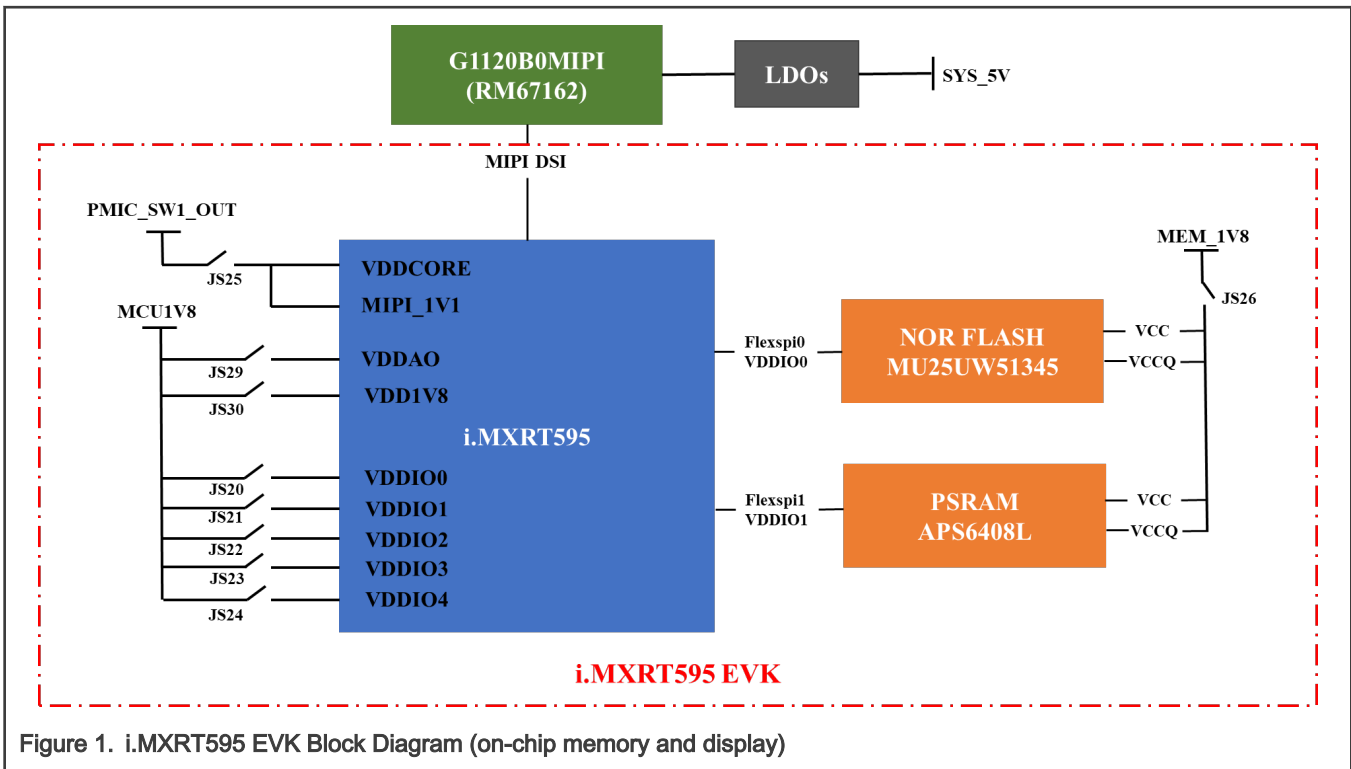 G1120B0MIPI
(RM67162)
LDOs
SYS_5V
MIPI DSI
PMIC_SW1_OUT
JS25
VDDCORE
MIPI_1V1
MCU1V8
JS29
VDDAO
JS30
VDD1V8
i.MXRT595
JS20
VDDIO0
JS21
VDDIO1
JS22
VDDIO2
JS23
VDDIO3
JS24
VDDIO4
MEM_1V8
JS26
Flexspi0
VDDIO0
NOR FLASH
MU25UW51345
VCC
VCCQ
Flexspi1
VDDIO1
PSRAM
APS6408L
VCC
VCCQ
i.MXRT595 EVK
Figure 1. i.MXRT595 EVK Block Diagram (on-chip memory and display)